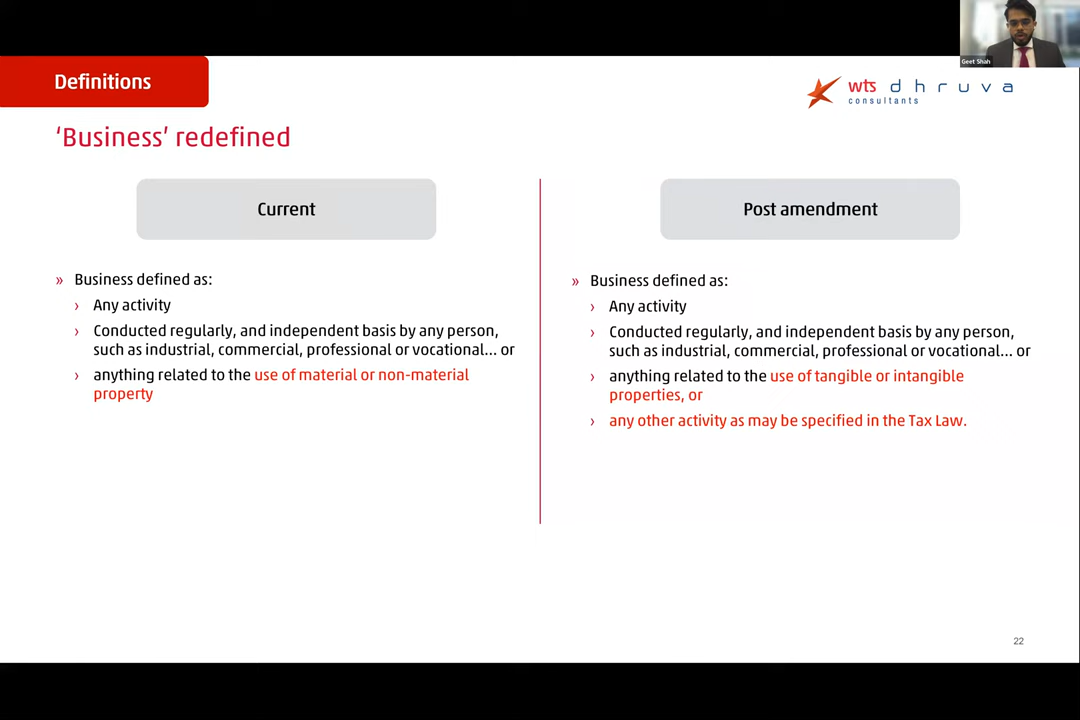 Geet Shah
Definitions
wts dhruva
consultants
‘Business’ redefined
Current
» Business defined as:
› Any activity
› Conducted regularly, and independent basis by any person,
such as industrial, commercial, professional or vocational... or
› anything related to the use of material or non-material
property
Post amendment
» Business defined as:
› Any activity
› Conducted regularly, and independent basis by any person,
such as industrial, commercial, professional or vocational... or
› anything related to the use of tangible or intangible
properties, or
› any other activity as may be specified in the Tax Law.
22